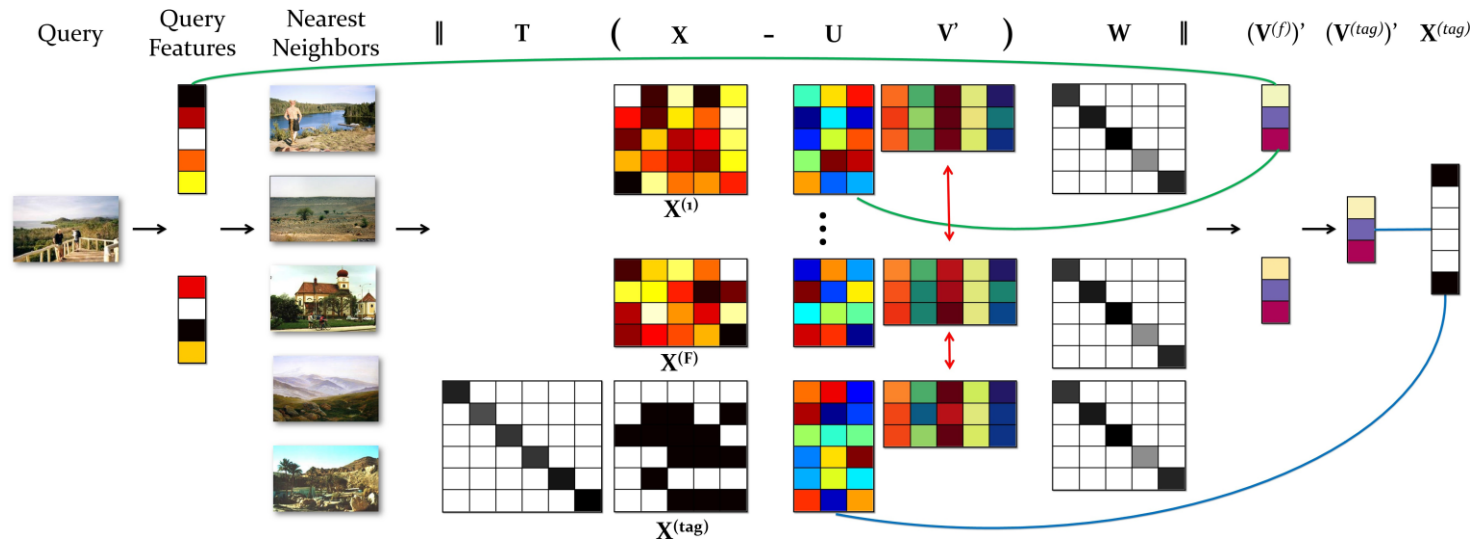 Query
Query
Features
Nearest
Neighbors
‖ T ( X - U V' ) W ‖
(V⁽ᶠ⁾)' (V⁽ᵗᵃᵍ⁾)' X⁽ᵗᵃᵍ⁾
X⁽¹⁾
X⁽ᶠ⁾
X⁽ᵗᵃᵍ⁾